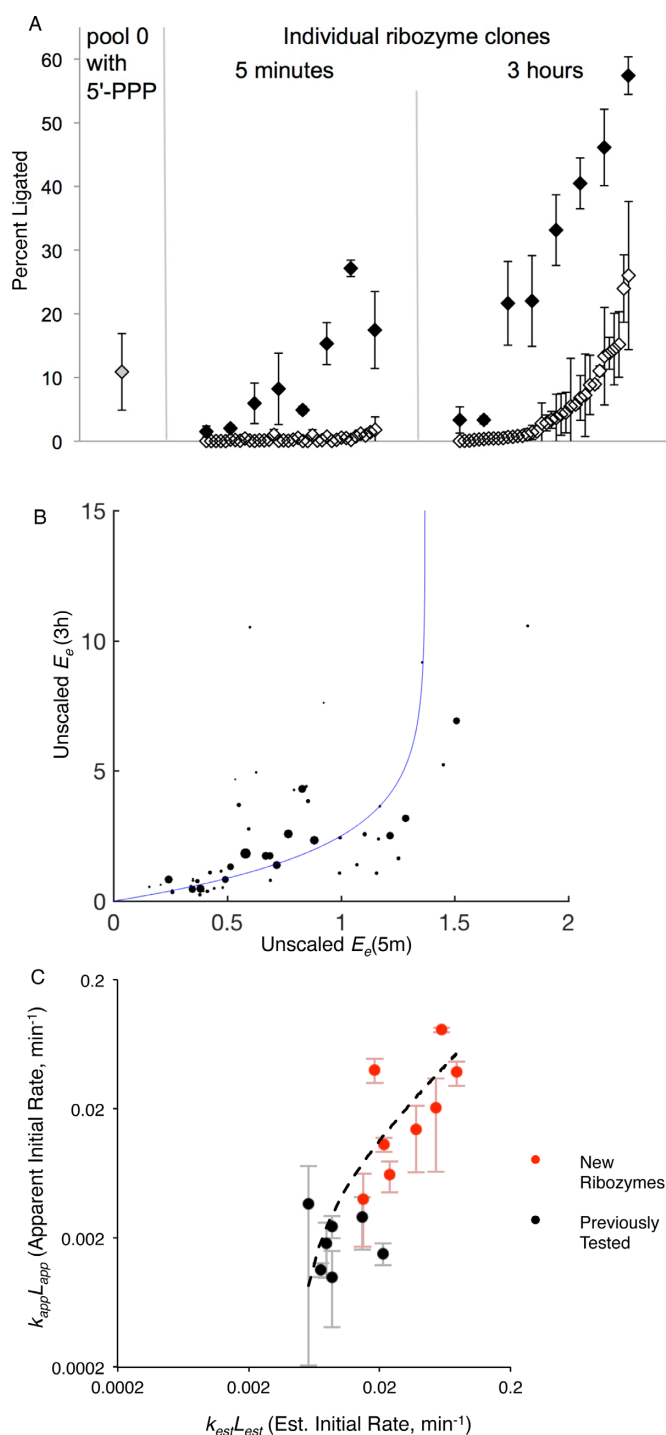 A
pool 0
with
5'-PPP
Individual ribozyme clones
5 minutes
3 hours
Percent Ligated
60
50
40
30
20
10
0
B
Unscaled Ee(3h)
15
10
5
0
0
0.5
1
1.5
2
Unscaled Ee(5m)
C
kappLapp (Apparent Initial Rate, min-1)
0.2
0.02
0.002
0.0002
0.0002
0.002
0.02
0.2
kestLest (Est. Initial Rate, min-1)
New
Ribozymes
Previously
Tested